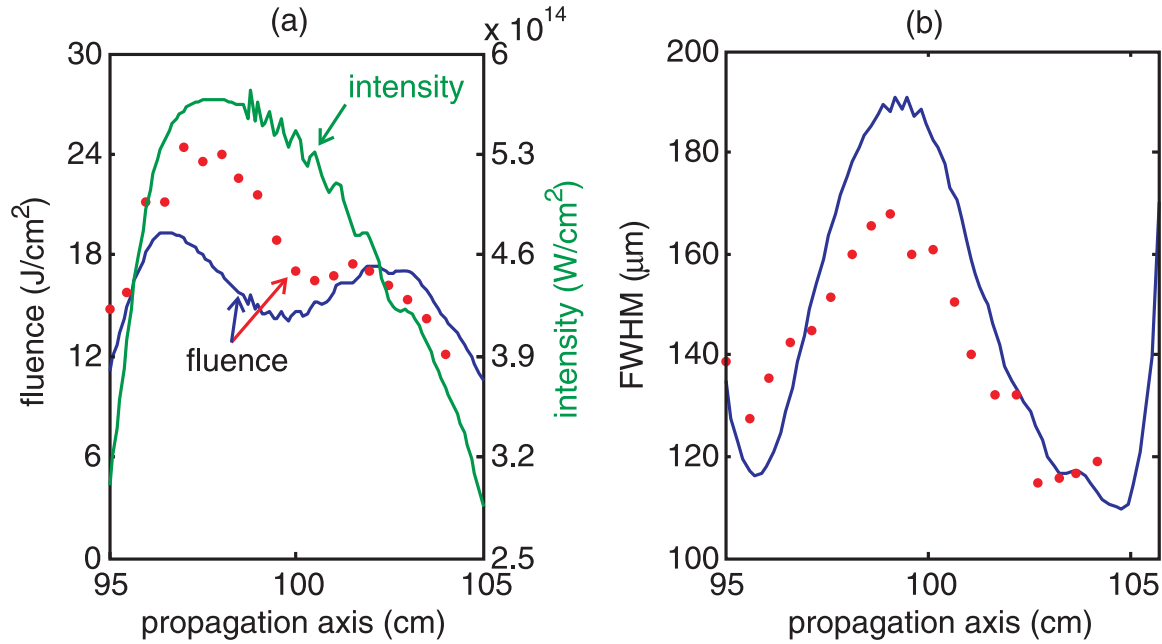 (a)
x 10^14
30
24
18
12
6
0
fluence (J/cm^2)
6
5.3
4.6
3.9
3.2
2.5
intensity (W/cm^2)
intensity
fluence
95
100
105
propagation axis (cm)
(b)
200
180
160
140
120
100
FWHM (μm)
95
100
105
propagation axis (cm)